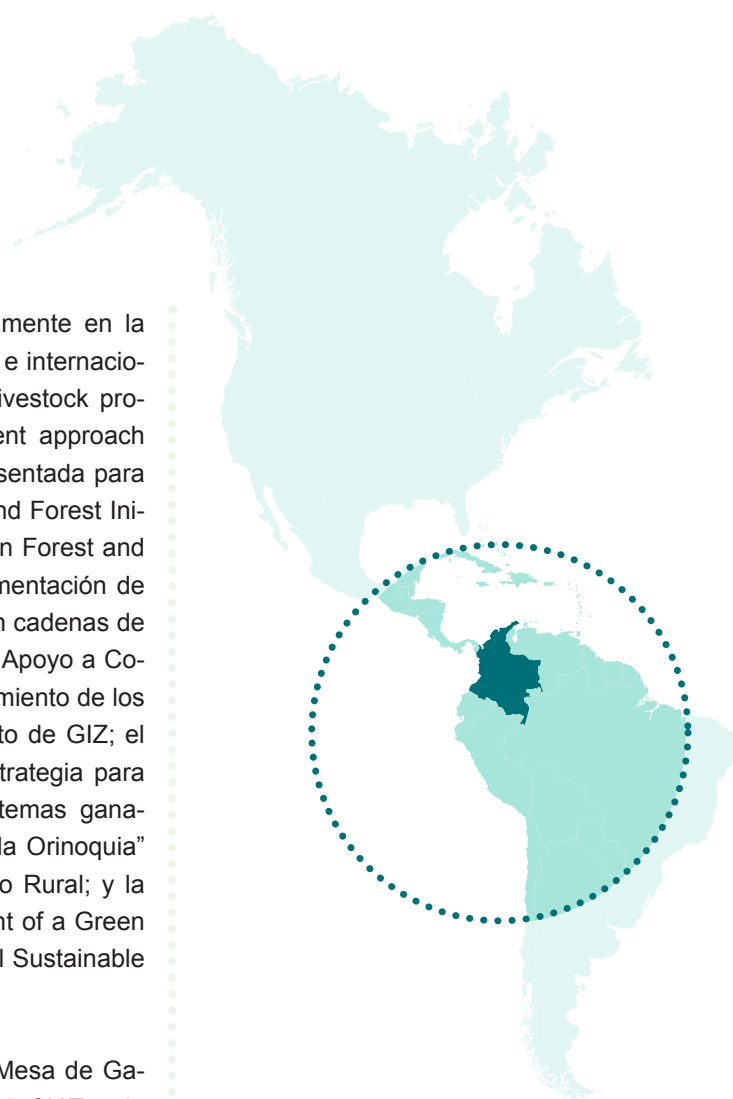 mente en la
e internacio-
ivestock pro-
ent approach
sentada para
nd Forest Ini-
n Forest and
mentación de
n cadenas de
Apoyo a Co-
miento de los
to de GIZ; el
trategia para
temas gana-
la Orinoquia”
o Rural; y la
nt of a Green
l Sustainable
Mesa de Ga-